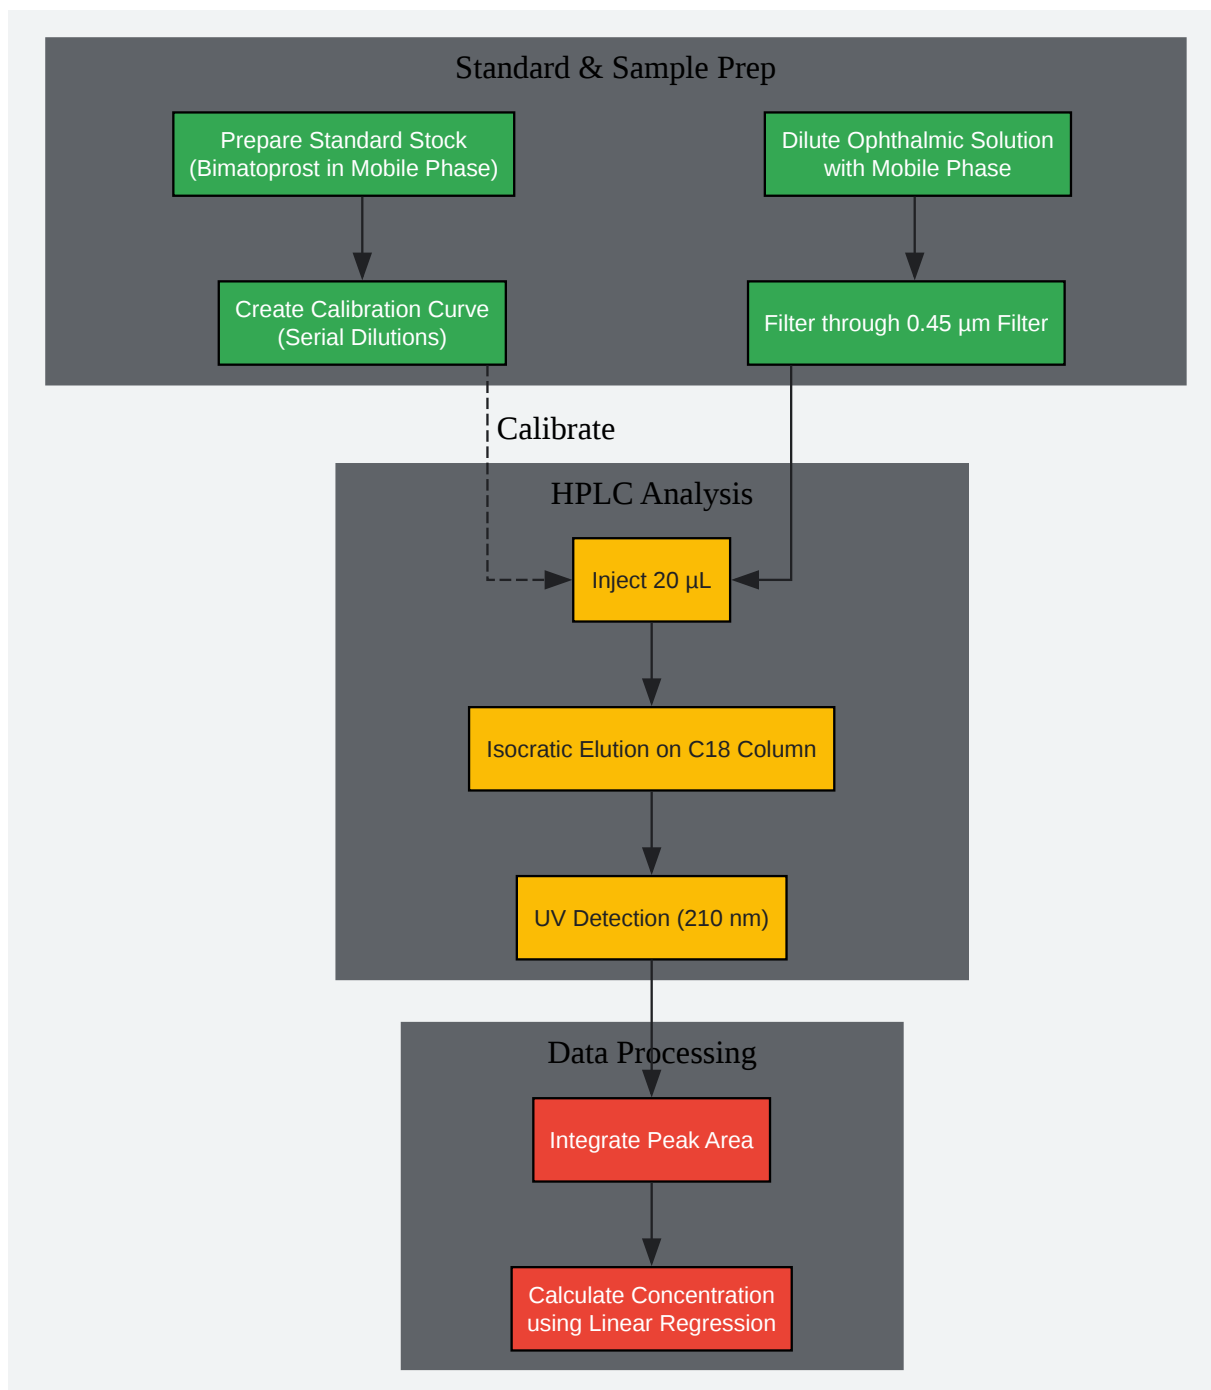 Standard & Sample Prep
Prepare Standard Stock
(Bimatoprost in Mobile Phase)
Dilute Ophthalmic Solution
with Mobile Phase
Create Calibration Curve
(Serial Dilutions)
Filter through 0.45 µm Filter
Calibrate
HPLC Analysis
Inject 20 µL
Isocratic Elution on C18 Column
UV Detection (210 nm)
Data Processing
Integrate Peak Area
Calculate Concentration
using Linear Regression